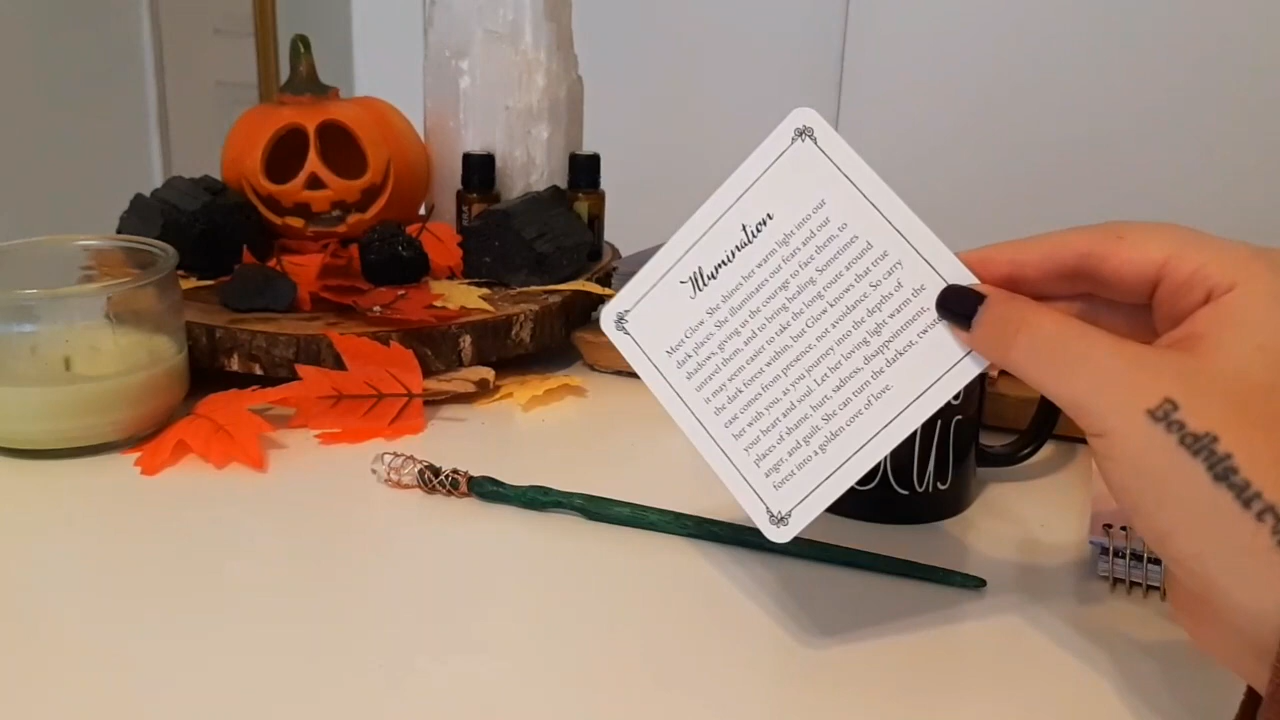 Illumination
Meet Glow. She shines her warm light into our
dark places. She illuminates our fears and our
shadows, giving us the courage to face them, to
unravel them, and to bring healing. Sometimes
it may seem easier to take the long route around
the dark forest within, but Glow knows that true
ease comes from presence, not avoidance. So carry
her with you, as you journey into the depths of
your heart and soul. Let her loving light warm the
places of shame, hurt, sadness, disappointment,
anger, and guilt. She can turn the darkest, twisted
forest into a golden cove of love.